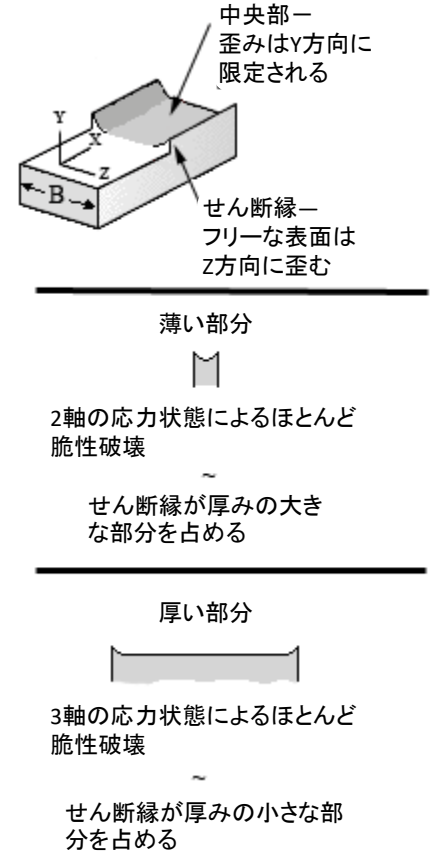 中央部－
歪みはY方向に
限定される
Y
X
Z
B
せん断縁－
フリーな表面は
Z方向に歪む
薄い部分
2軸の応力状態によるほとんど
脆性破壊
~
せん断縁が厚みの大き
な部分を占める
厚い部分
3軸の応力状態によるほとんど
脆性破壊
~
せん断縁が厚みの小さな部
分を占める